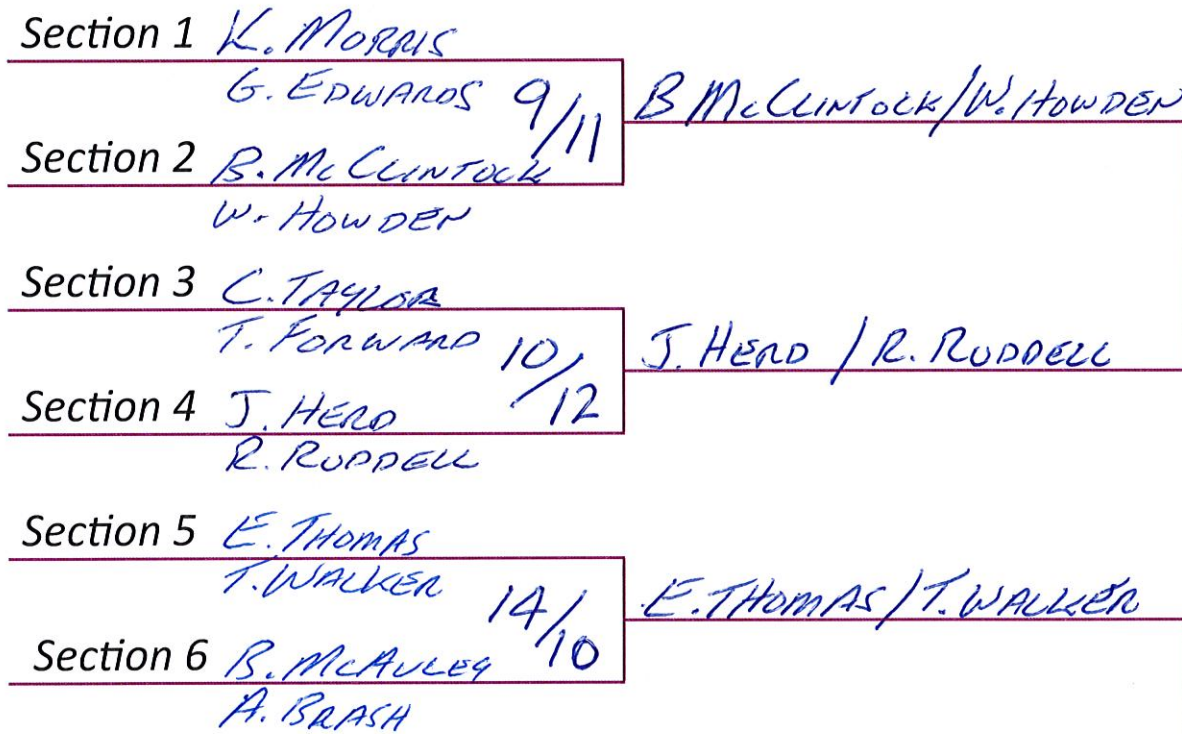 Section 1 K. MORRIS
G. EDWARDS 9/11
B McCLINTOCK/W. HOWDEN
Section 2 B. McCLINTOCK
W. HOWDEN
Section 3 C. TAYLOR
T. FORWARD 10/12
J. HERD / R. RUDDELL
Section 4 J. HERD
R. RUDDELL
Section 5 E. THOMAS
T. WALKER 14/10
E. THOMAS/T. WALKER
Section 6 B. McAULEY
A. BRASH